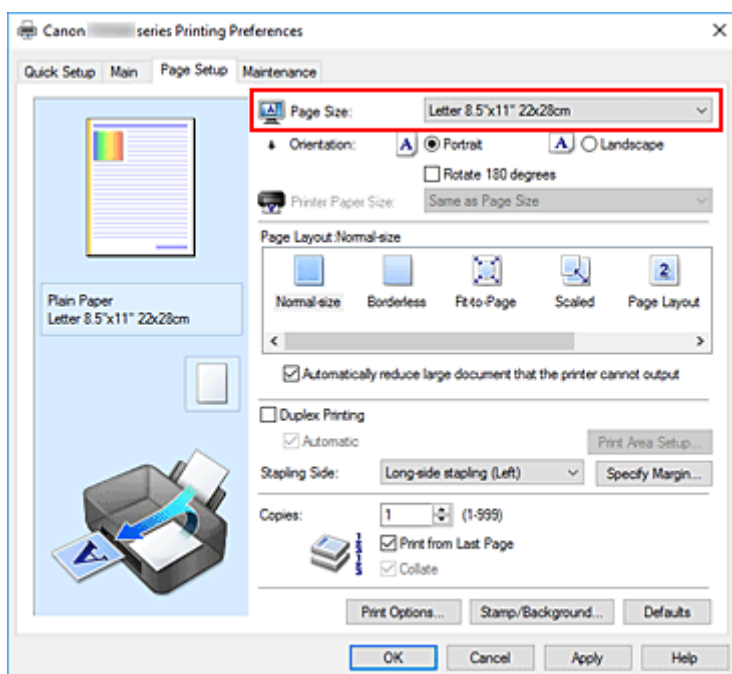 Canon series Printing Preferences
Quick Setup Main Page Setup Maintenance
Page Size: Letter 8.5"x11" 22x28cm
Orientation: A Portrait A Landscape
Rotate 180 degrees
Printer Paper Size: Same as Page Size
Page Layout:Normal-size
2
Normal-size Borderless Fit-to-Page Scaled Page Layout
Plain Paper
Letter 8.5"x11" 22x28cm
Automatically reduce large document that the printer cannot output
Duplex Printing
Automatic Print Area Setup...
Stapling Side: Long-side stapling (Left) Specify Margin...
Copies: 1 (1-999)
Print from Last Page
Collate
A
Print Options... Stamp/Background... Defaults
OK Cancel Apply Help